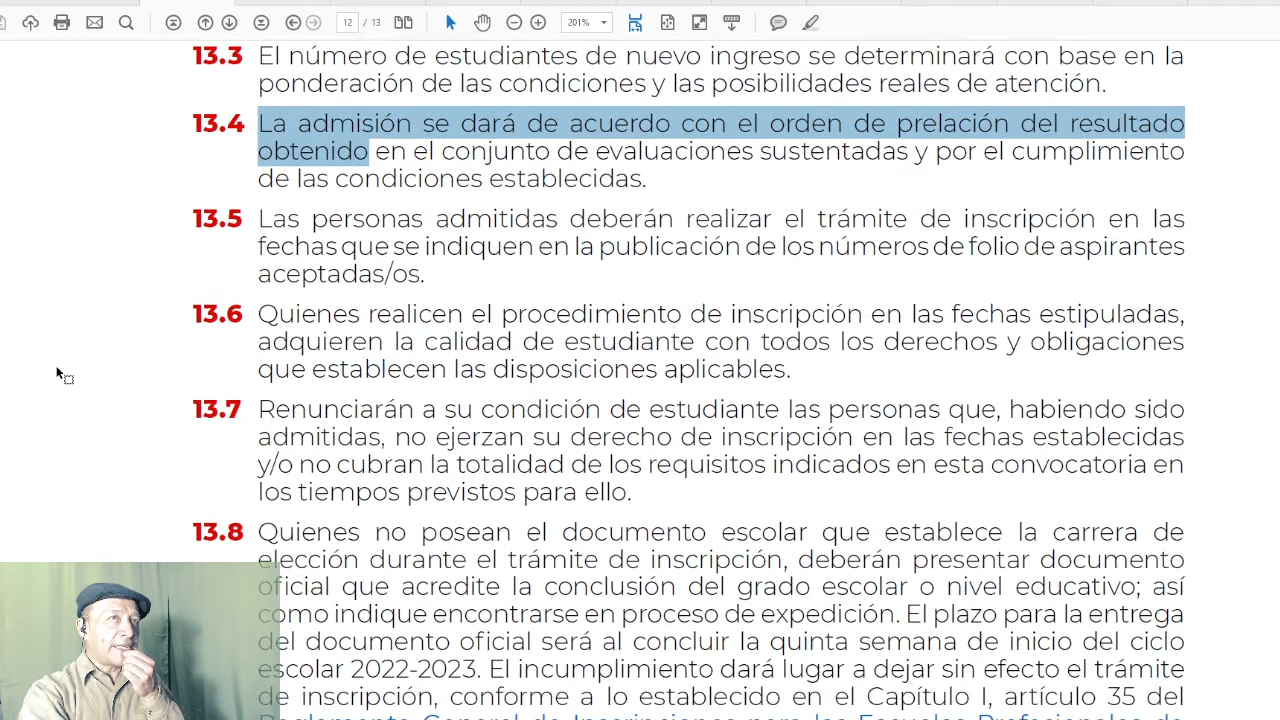 12 / 13
201%
13.3 El número de estudiantes de nuevo ingreso se determinará con base en la
ponderación de las condiciones y las posibilidades reales de atención.
13.4 La admisión se dará de acuerdo con el orden de prelación del resultado
obtenido en el conjunto de evaluaciones sustentadas y por el cumplimiento
de las condiciones establecidas.
13.5 Las personas admitidas deberán realizar el trámite de inscripción en las
fechas que se indiquen en la publicación de los números de folio de aspirantes
aceptadas/os.
13.6 Quienes realicen el procedimiento de inscripción en las fechas estipuladas,
adquieren la calidad de estudiante con todos los derechos y obligaciones
que establecen las disposiciones aplicables.
13.7 Renunciarán a su condición de estudiante las personas que, habiendo sido
admitidas, no ejerzan su derecho de inscripción en las fechas establecidas
y/o no cubran la totalidad de los requisitos indicados en esta convocatoria en
los tiempos previstos para ello.
13.8 Quienes no posean el documento escolar que establece la carrera de
elección durante el trámite de inscripción, deberán presentar documento
oficial que acredite la conclusión del grado escolar o nivel educativo; así
como indique encontrarse en proceso de expedición. El plazo para la entrega
del documento oficial será al concluir la quinta semana de inicio del ciclo
escolar 2022-2023. El incumplimiento dará lugar a dejar sin efecto el trámite
de inscripción, conforme a lo establecido en el Capítulo I, artículo 35 del
Reglamento General de Inscripciones para las Escuelas Profesionales de